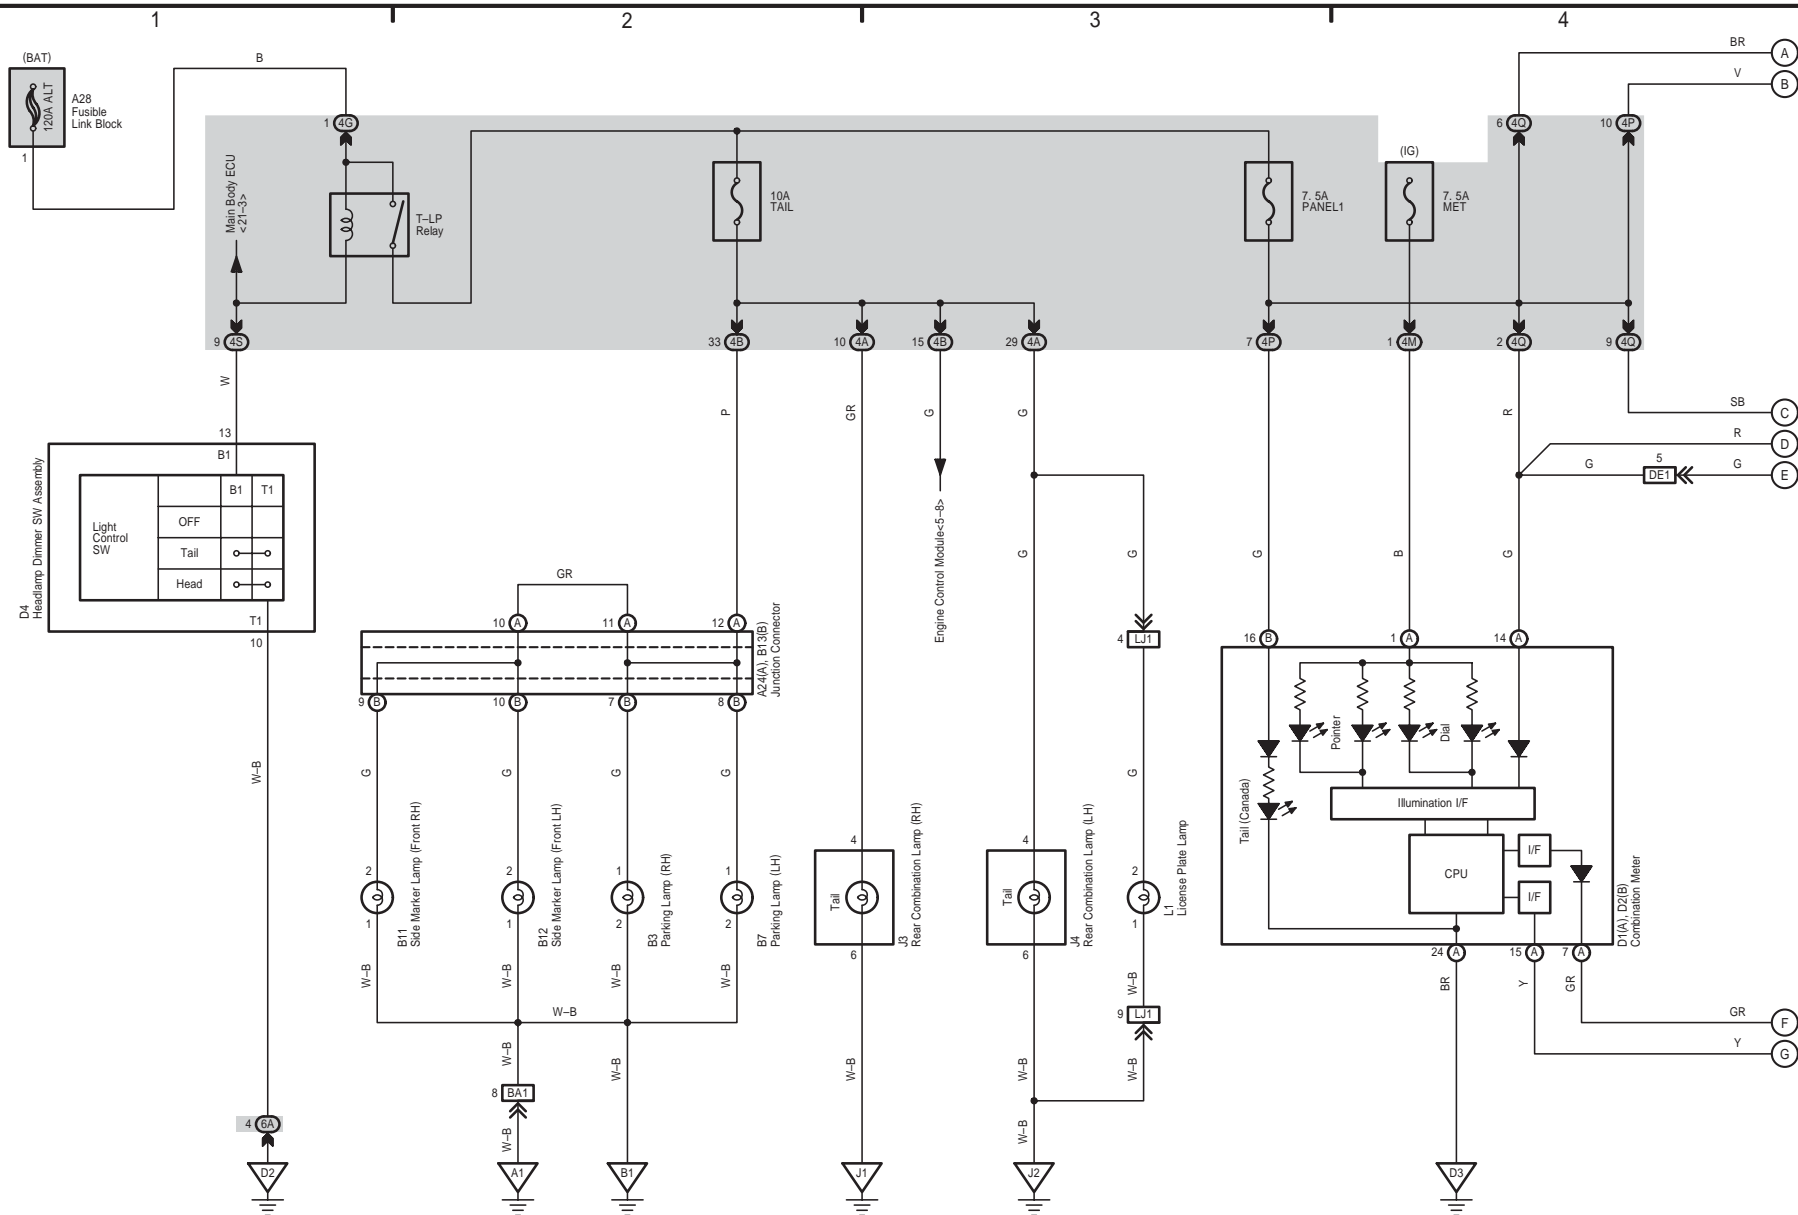 1 2 3 4
(BAT)
120A ALT
A28
Fusible
Link Block
1
B
BR A
V B
1 4G
6 4Q
10 4P
Main Body ECU
<21–3>
T–LP
Relay
10A
TAIL
7. 5A
PANEL1
(IG)
7. 5A
MET
9 4S
33 4B
10 4A
15 4B
29 4A
7 4P
1 4M
2 4Q
9 4Q
W
P
GR
G
G
R
SB C
R D
G 5 DE1 G E
13
B1
D4
Headlamp Dimmer SW Assembly
Light
Control
SW
B1 T1
OFF
Tail
Head
T1
10
W–B
4 6A
D2
GR
10 A
11 A
12 A
A24(A), B13(B)
Junction Connector
9 B
10 B
7 B
8 B
G
G
G
G
2
1
B11
Side Marker Lamp (Front RH)
2
1
B12
Side Marker Lamp (Front LH)
1
2
B3
Parking Lamp (RH)
1
2
B7
Parking Lamp (LH)
W–B
W–B
W–B
W–B
W–B
W–B
W–B
8 BA1
W–B
A1
B1
Engine Control Module<5–8>
4
Tail
6
J3
Rear Combination Lamp (RH)
W–B
J1
G
G
4 LJ1
G
4
Tail
6
J4
Rear Combination Lamp (LH)
2
1
L1
License Plate Lamp
W–B
9 LJ1
W–B
W–B
W–B
J2
G
B
G
16 B
1 A
14 A
Pointer
Dial
Tail (Canada)
Illumination I/F
CPU
I/F
I/F
D1(A), D2(B)
Combination Meter
24 A
15 A
7 A
BR
Y
GR
GR F
Y G
D3